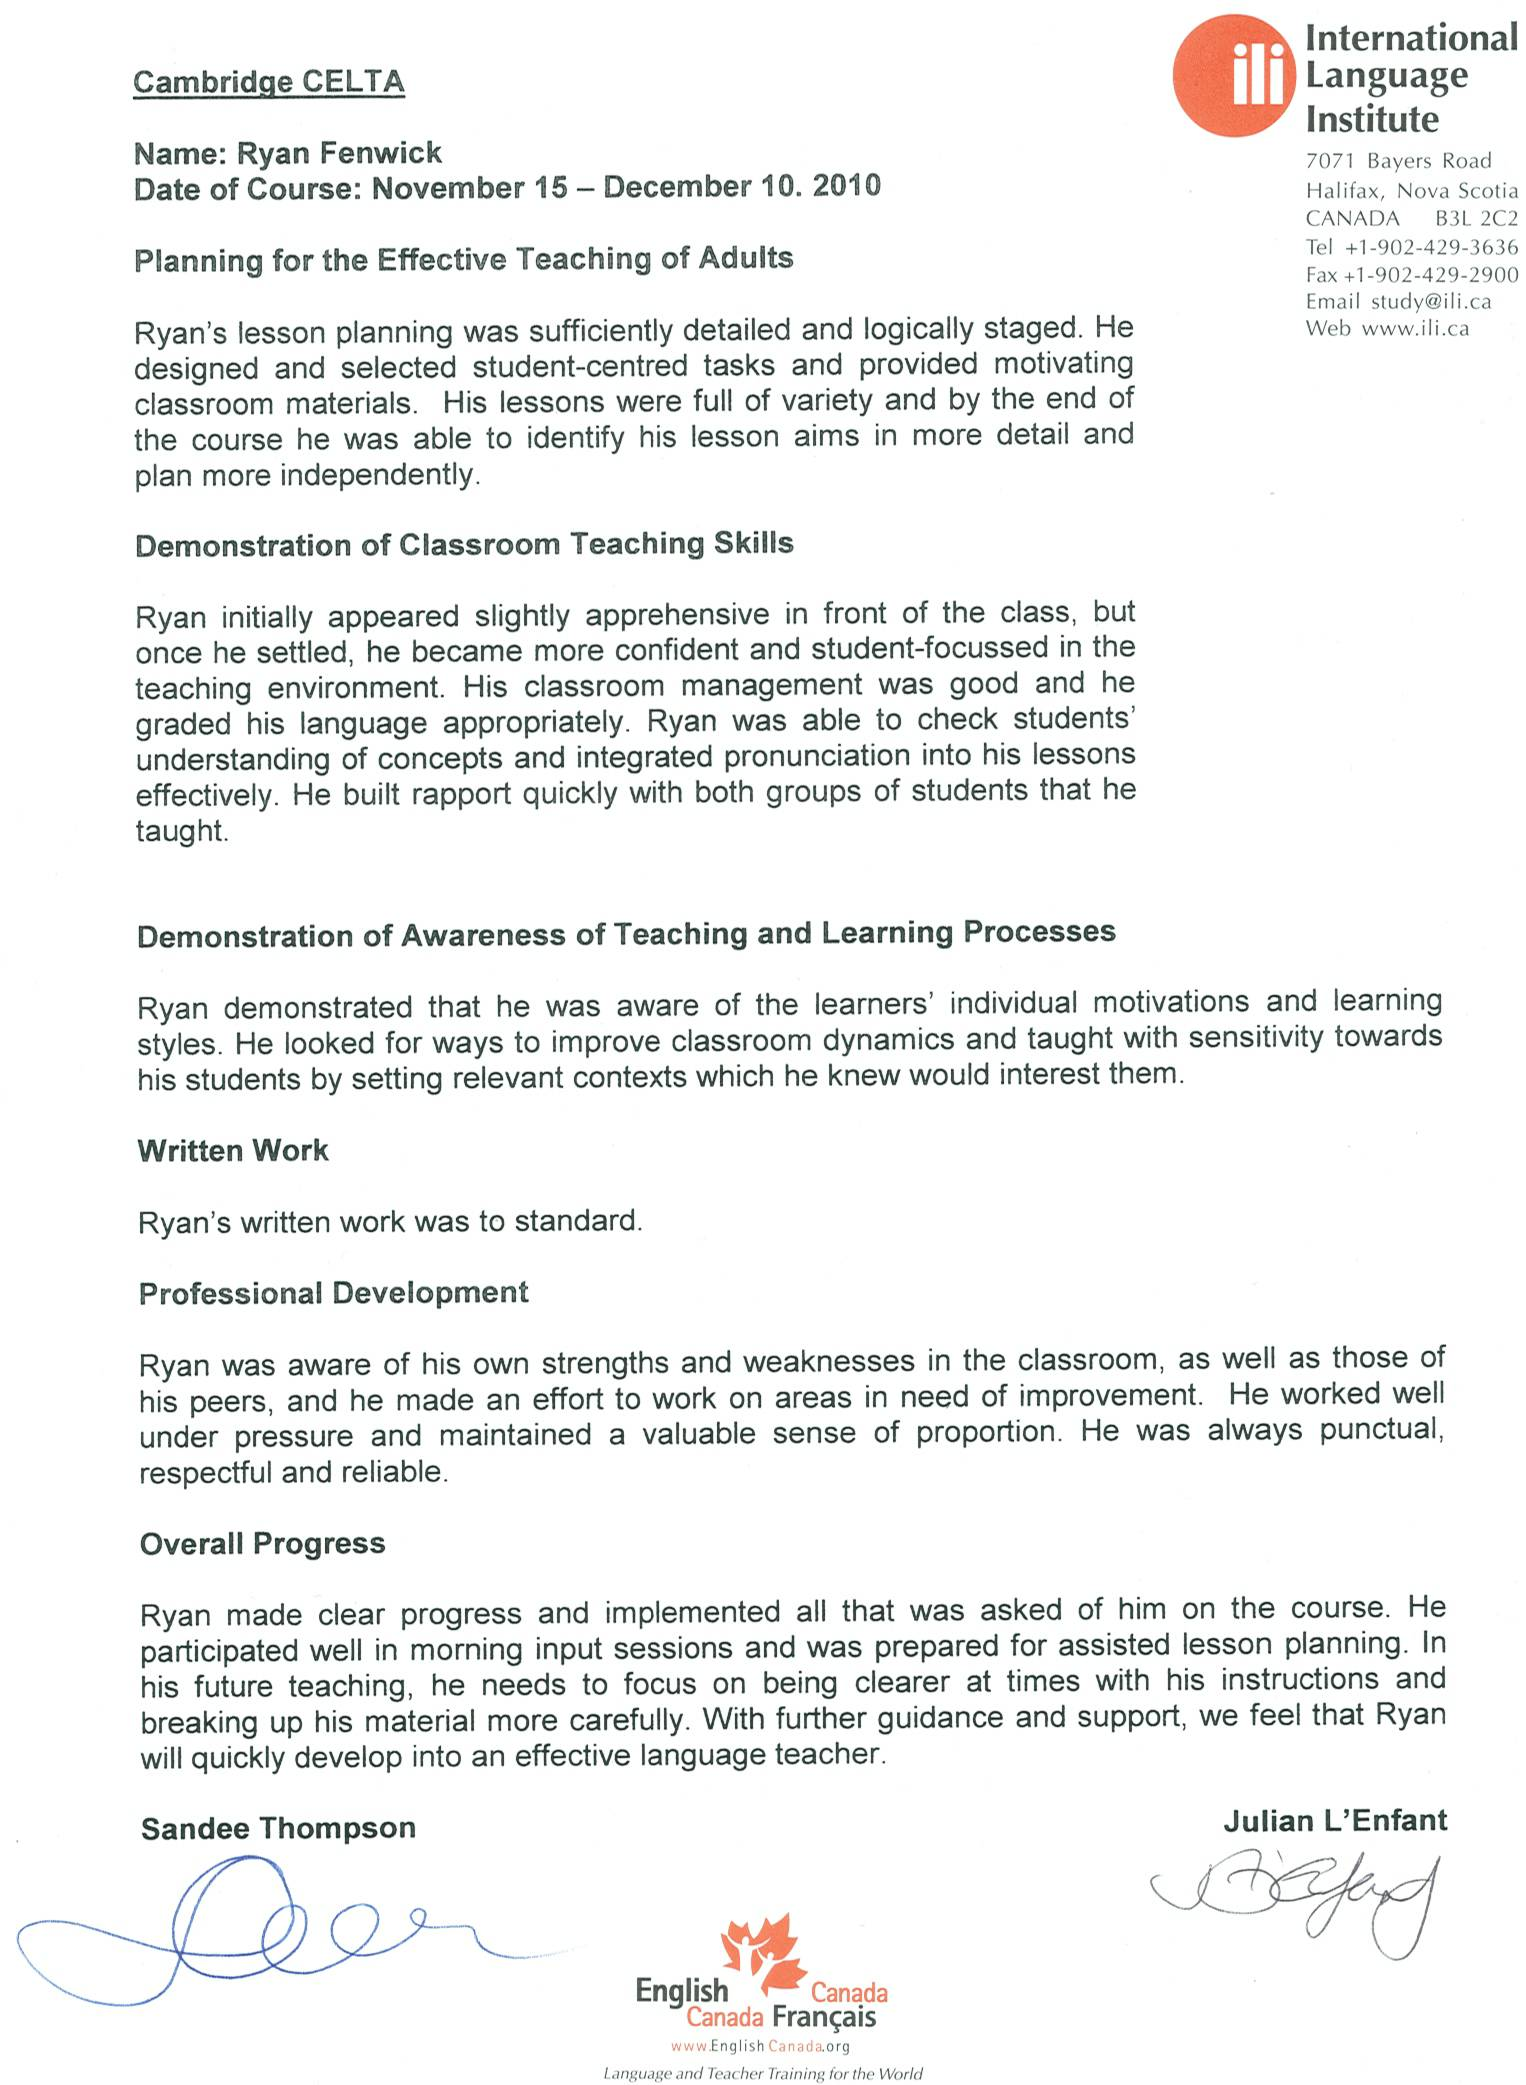 Cambridge CELTA
ili
International
Language
Institute
7071 Bayers Road
Halifax, Nova Scotia
CANADA B3L 2C2
Tel +1-902-429-3636
Fax +1-902-429-2900
Email study@ili.ca
Web www.ili.ca
Name: Ryan Fenwick
Date of Course: November 15 – December 10. 2010
Planning for the Effective Teaching of Adults
Ryan's lesson planning was sufficiently detailed and logically staged. He
designed and selected student-centred tasks and provided motivating
classroom materials. His lessons were full of variety and by the end of
the course he was able to identify his lesson aims in more detail and
plan more independently.
Demonstration of Classroom Teaching Skills
Ryan initially appeared slightly apprehensive in front of the class, but
once he settled, he became more confident and student-focussed in the
teaching environment. His classroom management was good and he
graded his language appropriately. Ryan was able to check students'
understanding of concepts and integrated pronunciation into his lessons
effectively. He built rapport quickly with both groups of students that he
taught.
Demonstration of Awareness of Teaching and Learning Processes
Ryan demonstrated that he was aware of the learners' individual motivations and learning
styles. He looked for ways to improve classroom dynamics and taught with sensitivity towards
his students by setting relevant contexts which he knew would interest them.
Written Work
Ryan's written work was to standard.
Professional Development
Ryan was aware of his own strengths and weaknesses in the classroom, as well as those of
his peers, and he made an effort to work on areas in need of improvement. He worked well
under pressure and maintained a valuable sense of proportion. He was always punctual,
respectful and reliable.
Overall Progress
Ryan made clear progress and implemented all that was asked of him on the course. He
participated well in morning input sessions and was prepared for assisted lesson planning. In
his future teaching, he needs to focus on being clearer at times with his instructions and
breaking up his material more carefully. With further guidance and support, we feel that Ryan
will quickly develop into an effective language teacher.
Sandee Thompson
Julian L'Enfant
English Canada
Canada Français
www.EnglishCanada.org
Language and Teacher Training for the World